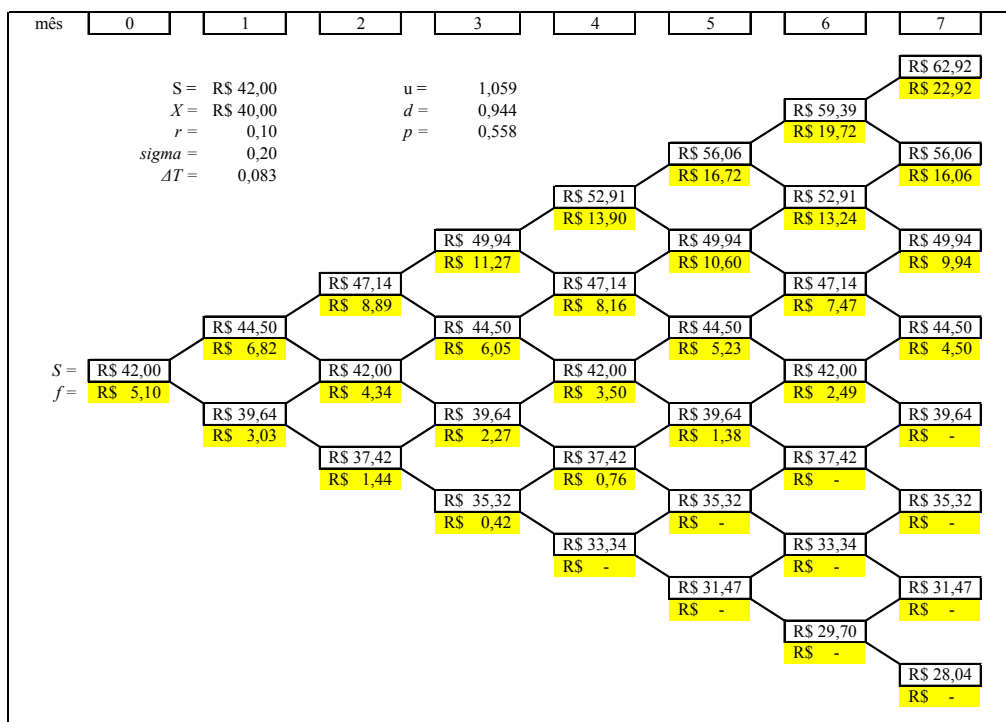 mês 0 1 2 3 4 5 6 7
R$ 62,92
S = R$ 42,00 u = 1,059 R$ 22,92
X = R$ 40,00 d = 0,944 R$ 59,39
r = 0,10 p = 0,558 R$ 19,72
sigma = 0,20 R$ 56,06 R$ 56,06
ΔT = 0,083 R$ 16,72 R$ 16,06
R$ 52,91 R$ 52,91
R$ 13,90 R$ 13,24
R$ 49,94 R$ 49,94 R$ 49,94
R$ 11,27 R$ 10,60 R$ 9,94
R$ 47,14 R$ 47,14 R$ 47,14
R$ 8,89 R$ 8,16 R$ 7,47
R$ 44,50 R$ 44,50 R$ 44,50 R$ 44,50
R$ 6,82 R$ 6,05 R$ 5,23 R$ 4,50
S = R$ 42,00 R$ 42,00 R$ 42,00 R$ 42,00
f = R$ 5,10 R$ 4,34 R$ 3,50 R$ 2,49
R$ 39,64 R$ 39,64 R$ 39,64 R$ 39,64
R$ 3,03 R$ 2,27 R$ 1,38 R$ -
R$ 37,42 R$ 37,42 R$ 37,42
R$ 1,44 R$ 0,76 R$ -
R$ 35,32 R$ 35,32 R$ 35,32
R$ 0,42 R$ - R$ -
R$ 33,34 R$ 33,34
R$ - R$ -
R$ 31,47 R$ 31,47
R$ - R$ -
R$ 29,70
R$ -
R$ 28,04
R$ -